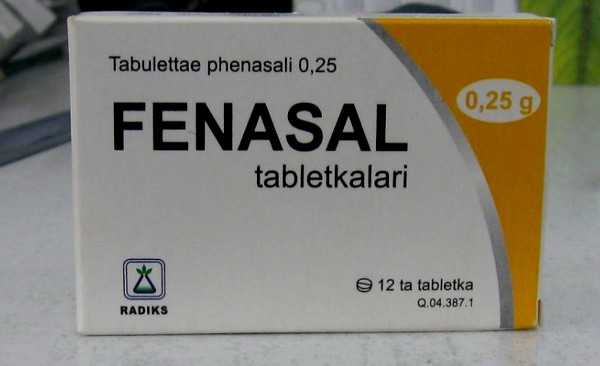 Tabulettae phenasali 0,25
0,25 g
FENASAL
tabletkalari
12 ta tabletka
Q.04.387.1
RADIKS